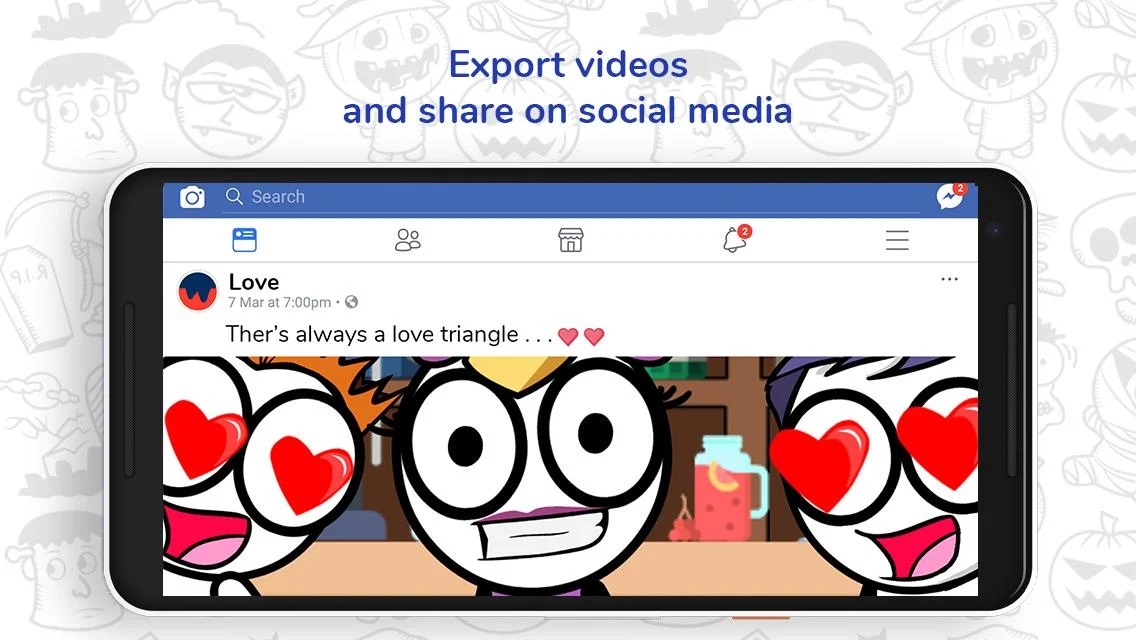 Export videos
and share on social media
Search
2
2
Love
7 Mar at 7:00pm •
Ther's always a love triangle . . .
R.I.P